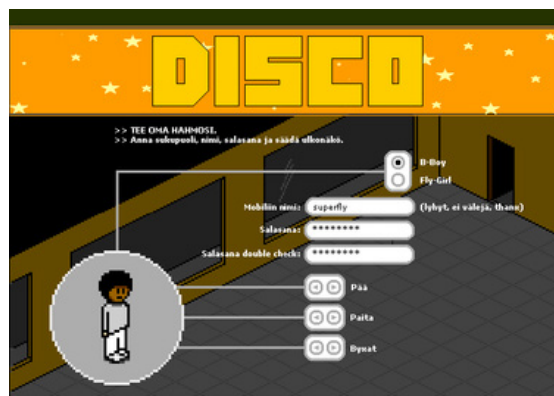 DISCO
>> TEE OMA HAHMOSI.
>> Anna sukupuoli, nimi, salasana ja säädä ulkonäkö.
B-Boy
Fly-Girl
Mobiliin nimi: superfly (lyhyt, ei välejä, thanx)
Salasana: ********
Salasana double check: ********
Pää
Paita
Byxat